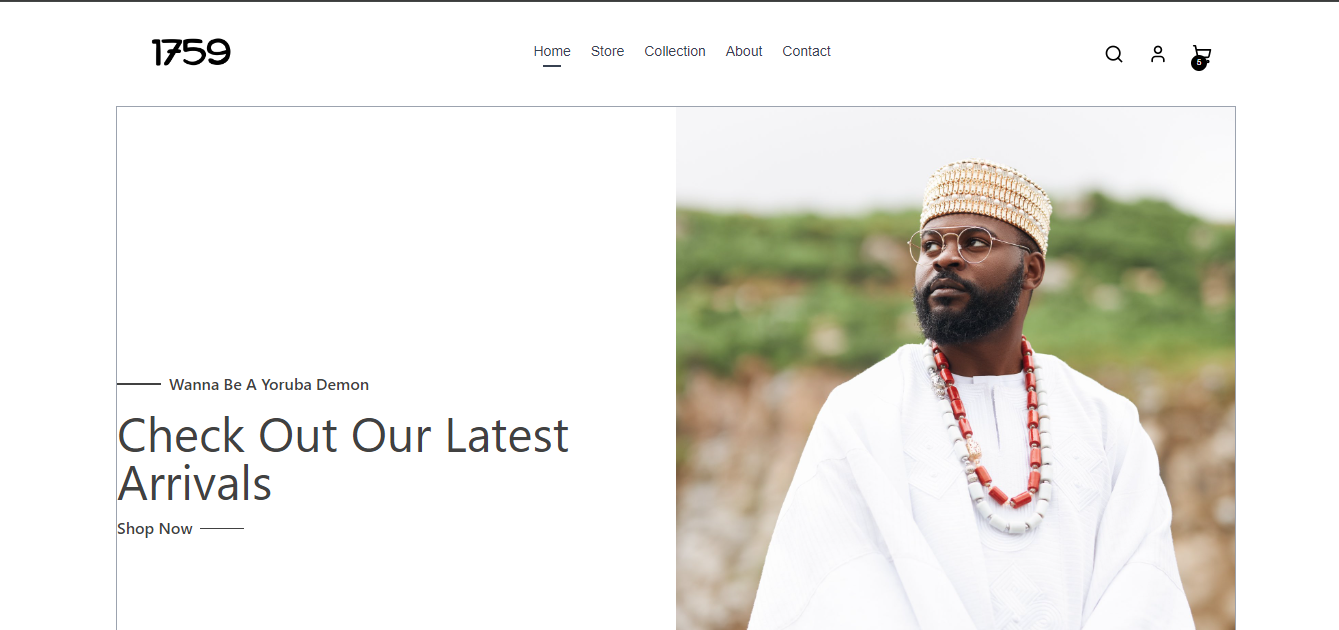 1759
Home Store Collection About Contact
5
Wanna Be A Yoruba Demon
Check Out Our Latest
Arrivals
Shop Now